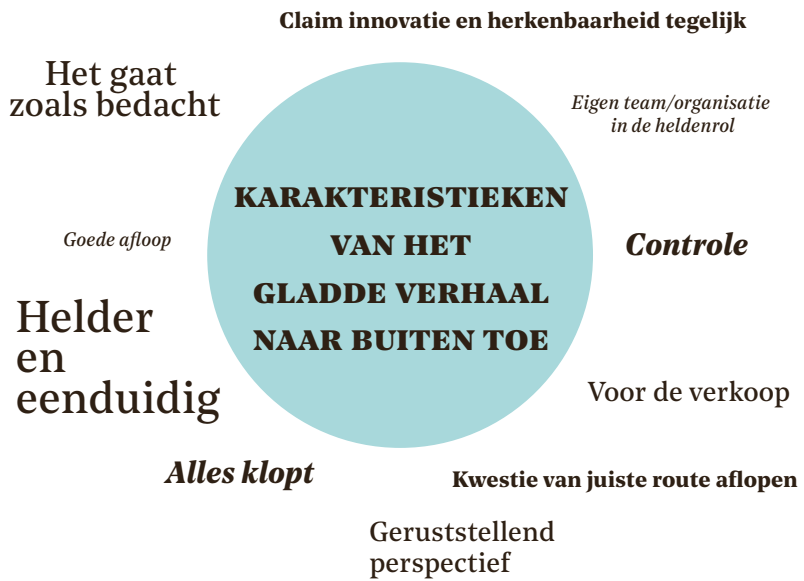 Claim innovatie en herkenbaarheid tegelijk
Het gaat
zoals bedacht
Eigen team/organisatie
in de heldenrol
KARAKTERISTIEKEN
VAN HET
GLADDE VERHAAL
NAAR BUITEN TOE
Goede afloop
Controle
Helder
en
eenduidig
Voor de verkoop
Alles klopt
Kwestie van juiste route aflopen
Geruststellend
perspectief